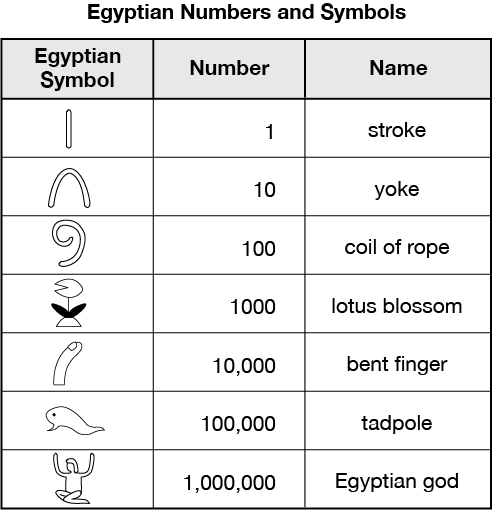 Egyptian Numbers and Symbols
Egyptian Symbol Number Name
1 stroke
10 yoke
100 coil of rope
1000 lotus blossom
10,000 bent finger
100,000 tadpole
1,000,000 Egyptian god